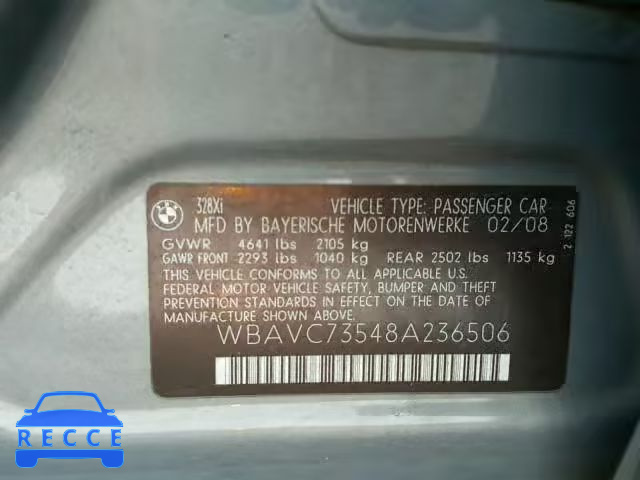 BMW
328Xi
VEHICLE TYPE: PASSENGER CAR
MFD BY BAYERISCHE MOTORENWERKE 02/08
GVWR 4641 lbs 2105 kg
GAWR FRONT 2293 lbs 1040 kg REAR 2502 lbs 1135 kg
THIS VEHICLE CONFORMS TO ALL APPLICABLE U.S.
FEDERAL MOTOR VEHICLE SAFETY, BUMPER AND THEFT
PREVENTION STANDARDS IN EFFECT ON THE DATE OF
MANUFACTURE SHOWN ABOVE.
WBAVC73548A236506
2 122 606
RECCE